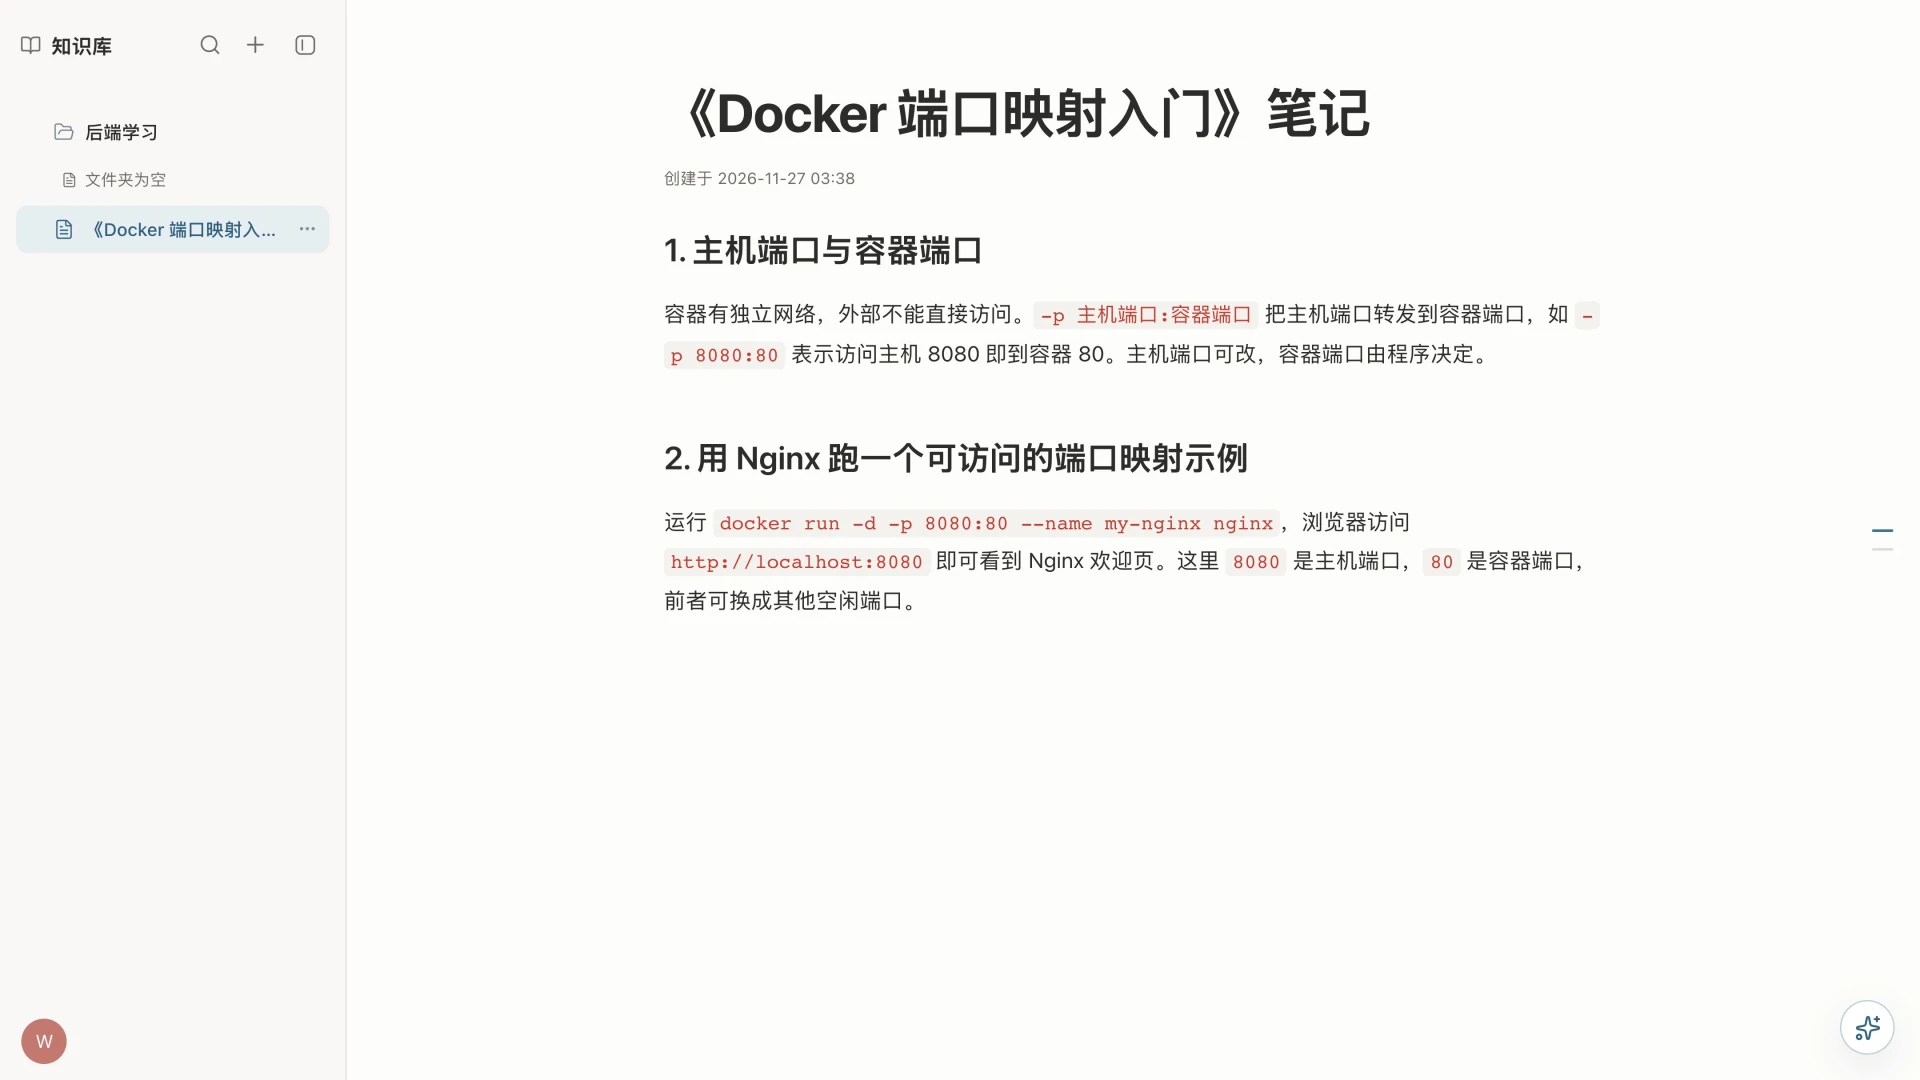 知识库
后端学习
文件夹为空
《Docker 端口映射入...
W
《Docker 端口映射入门》笔记
创建于 2026-11-27 03:38
1. 主机端口与容器端口
容器有独立网络，外部不能直接访问。 -p 主机端口:容器端口 把主机端口转发到容器端口，如 -
p 8080:80 表示访问主机 8080 即到容器 80。主机端口可改，容器端口由程序决定。
2. 用 Nginx 跑一个可访问的端口映射示例
运行 docker run -d -p 8080:80 --name my-nginx nginx，浏览器访问
http://localhost:8080 即可看到 Nginx 欢迎页。这里 8080 是主机端口， 80 是容器端口，
前者可换成其他空闲端口。